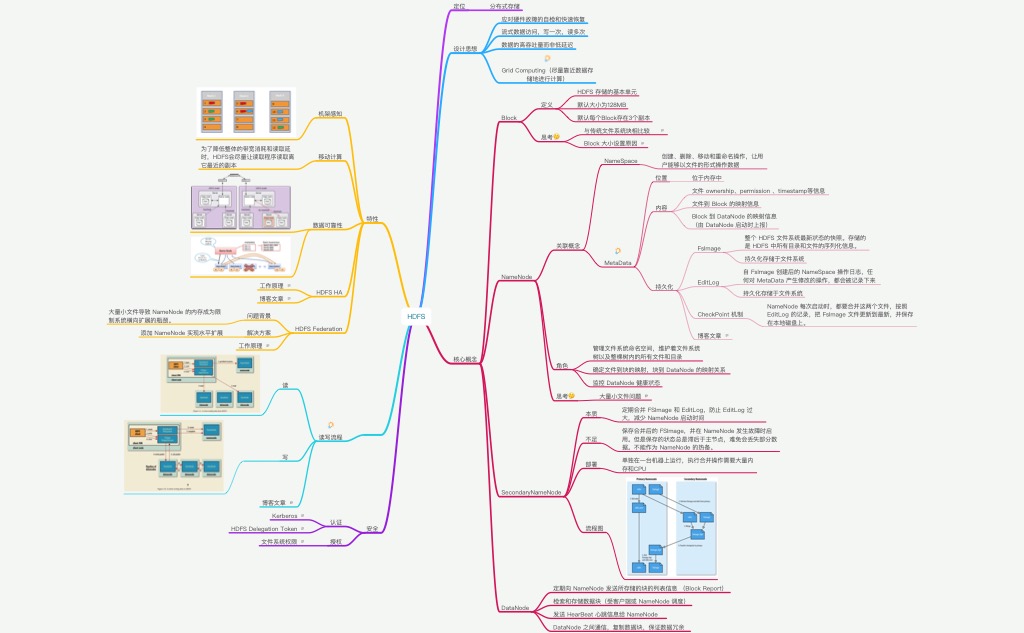 HDFS
定位
分布式存储
设计思想
应对硬件故障的自检和快速恢复
流式数据访问，写一次，读多次
数据的高吞吐量而非低延迟
Grid Computing（尽量靠近数据存
储地进行计算）
核心概念
Block
定义
HDFS 存储的基本单元
默认大小为128MB
默认每个Block存在3个副本
思考
与传统文件系统块相比较
Block 大小设置原因
NameNode
关联概念
NameSpace
创建、删除、移动和重命名操作，让用
户能够以文件的形式操作数据
MetaData
位置
位于内存中
内容
文件 ownership、permission 、timestamp等信息
文件到 Block 的映射信息
Block 到 DataNode 的映射信息
（由 DataNode 启动时上报）
持久化
FsImage
整个 HDFS 文件系统最新状态的快照。存储的
是 HDFS 中所有目录和文件的序列化信息。
持久化存储于文件系统
EditLog
自 FsImage 创建后的 NameSpace 操作日志，任
何对 MetaData 产生修改的操作，都会被记录下来
持久化存储于文件系统
CheckPoint 机制
NameNode 每次启动时，都要合并这两个文件，按照
EditLog 的记录，把 FsImage 文件更新到最新，并保存
在本地磁盘上。
博客文章
角色
管理文件系统命名空间，维护着文件系统
树以及整棵树内的所有文件和目录
确定文件到块的映射，块到 DataNode 的映射关系
监控 DataNode 健康状态
思考
大量小文件问题
SecondaryNameNode
本质
定期合并 FSImage 和 EditLog，防止 EditLog 过
大，减少 NameNode 启动时间
不足
保存合并后的 FSImage，并在 NameNode 发生故障时启
用。但是保存的状态总是滞后于主节点，难免会丢失部分数
据。不能作为 NameNode 的热备。
部署
单独在一台机器上运行，执行合并操作需要大量内
存和CPU
流程图
DataNode
定期向 NameNode 发送所存储的块的列表信息 （Block Report）
检索和存储数据块（受客户端或 NameNode 调度）
发送 HearBeat 心跳信息给 NameNode
DataNode 之间通信，复制数据块，保证数据冗余
特性
机架感知
移动计算
为了降低整体的带宽消耗和读取延
时，HDFS会尽量让读取程序读取离
它最近的副本
数据可靠性
HDFS HA
工作原理
博客文章
HDFS Federation
问题背景
大量小文件导致 NameNode 的内存成为限
制系统横向扩展的瓶颈。
解决方案
添加 NameNode 实现水平扩展
工作原理
读写流程
读
写
博客文章
安全
认证
Kerberos
HDFS Delegation Token
授权
文件系统权限